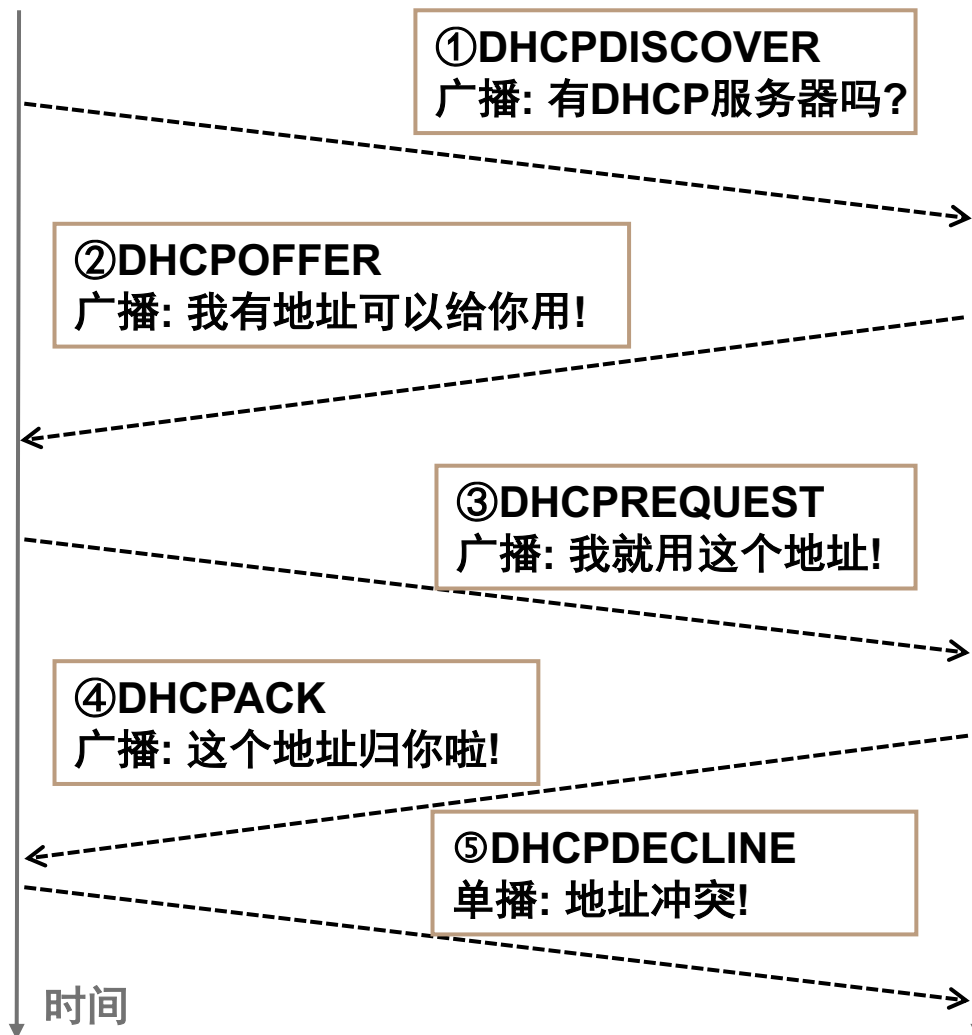 ①DHCPDISCOVER
广播: 有DHCP服务器吗?
②DHCPOFFER
广播: 我有地址可以给你用!
③DHCPREQUEST
广播: 我就用这个地址!
④DHCPACK
广播: 这个地址归你啦!
⑤DHCPDECLINE
单播: 地址冲突!
时间